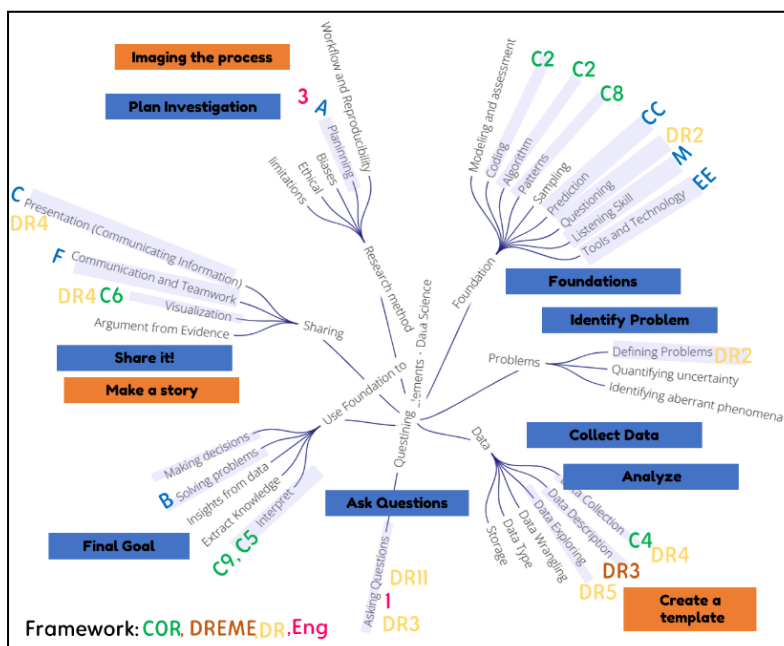 Imaging the process
Plan Investigation
3
A
Workflow and Reproducibility
Planinning
Biases
Ethical
limitations
Research method
Modeling and assessment
Coding
Algorithm
Patterns
Sampling
Prediction
Questioning
Listening Skill
Tools and Technology
Foundation
C2
C2
C8
CC
DR2
M
EE
C
Presentation (Communicating Information)
DR4
F
Communication and Teamwork
DR4 C6
Visualization
Argument from Evidence
Sharing
Share it!
Make a story
Foundations
Identify Problem
Problems
Defining Problems DR2
Quantifying uncertainty
Identifying aberrant phenomena
Elements - Data Science
Use Foundation to
Making decisions
B
Solving problems
Insights from data
Extract Knowledge
Interpret
C9, C5
Final Goal
Questining
Ask Questions
Asking Questions
DR11
1
DR3
Collect Data
Analyze
Data
Data Collection
Data Description
Data Exploring
Data Wrangling
Data Type
Storage
C4
DR4
DR3
DR5
Create a
template
Framework: COR, DREME, DR, Eng